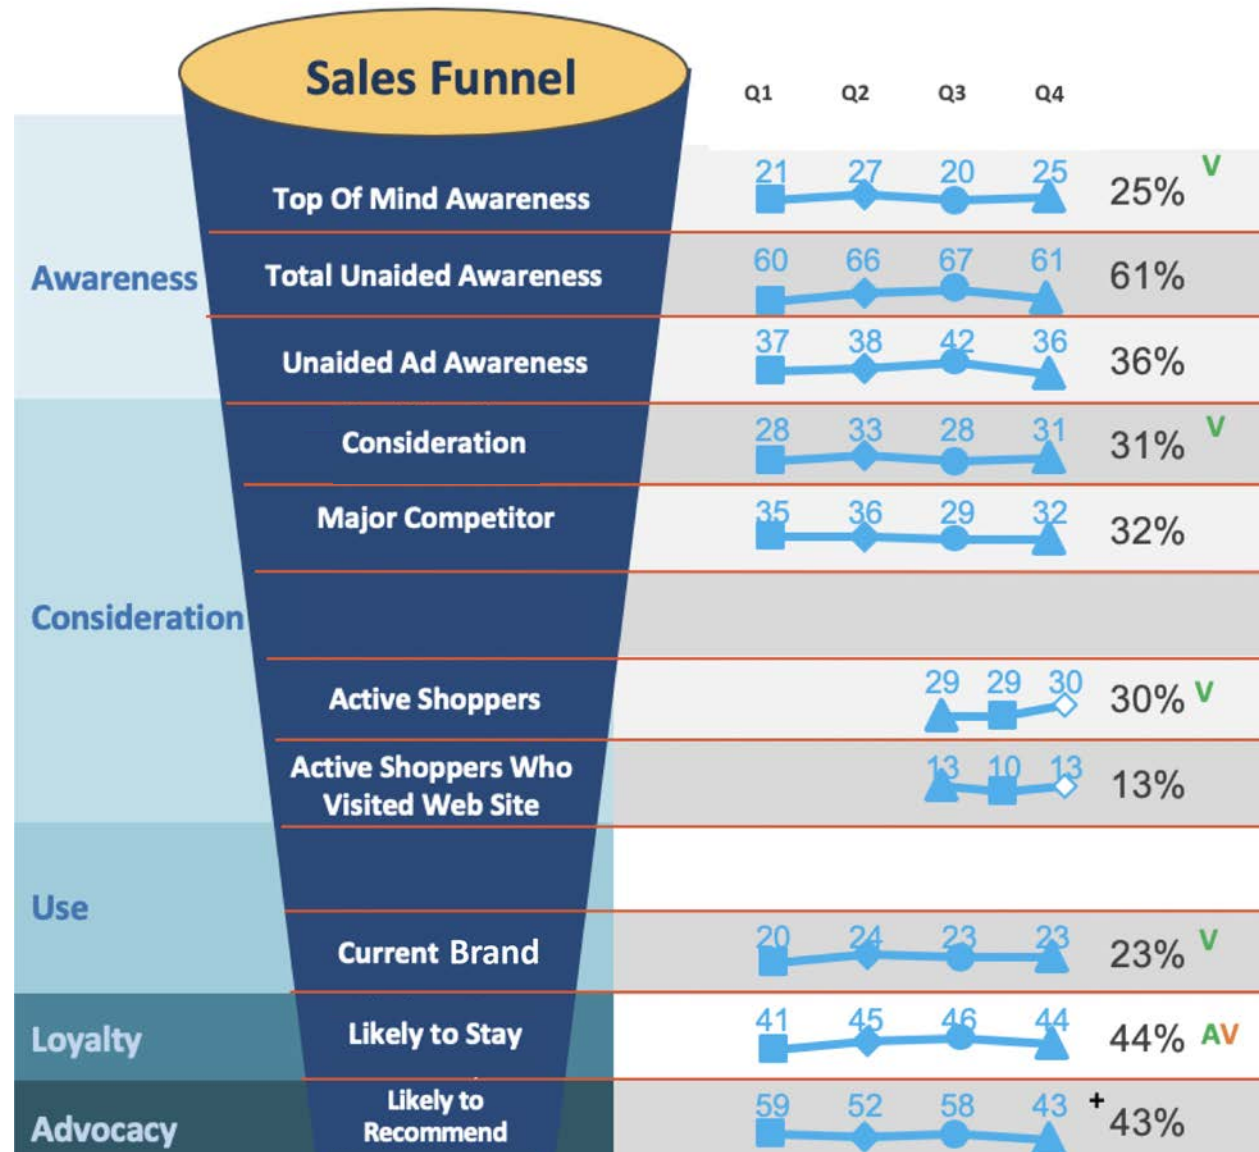 Sales Funnel
Q1 Q2 Q3 Q4
Awareness
Top Of Mind Awareness
21 27 20 25
25% V
Total Unaided Awareness
60 66 67 61
61%
Unaided Ad Awareness
37 38 42 36
36%
Consideration
Consideration
28 33 28 31
31% V
Major Competitor
35 36 29 32
32%
Active Shoppers
29 29 30
30% V
Active Shoppers Who
Visited Web Site
13 10 13
13%
Use
Current Brand
20 24 23 23
23% V
Loyalty
Likely to Stay
41 45 46 44
44% AV
Advocacy
Likely to
Recommend
59 52 58 43 +
43%